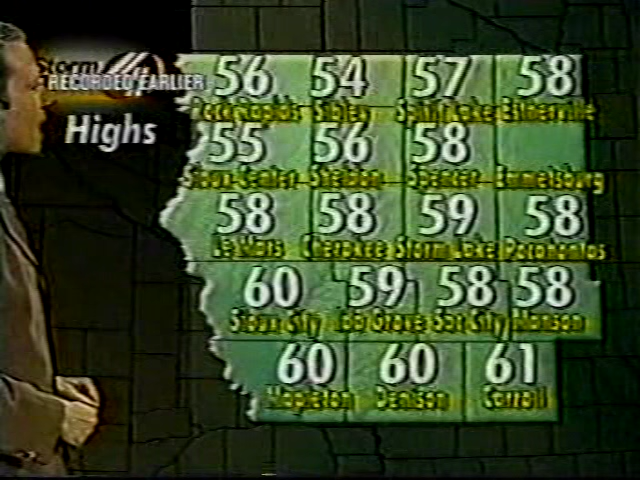 Storm
RECORDED EARLIER
Highs
56 54 57 58
Rock Rapids Sibley Spirit Lake Estherville
55 56 58
Sioux Center Sheldon Spencer Emmetsburg
58 58 59 58
Le Mars Cherokee Storm Lake Pocahontas
60 59 58 58
Sioux City Ida Grove Sac City Manson
60 60 61
Mapleton Denison Carroll